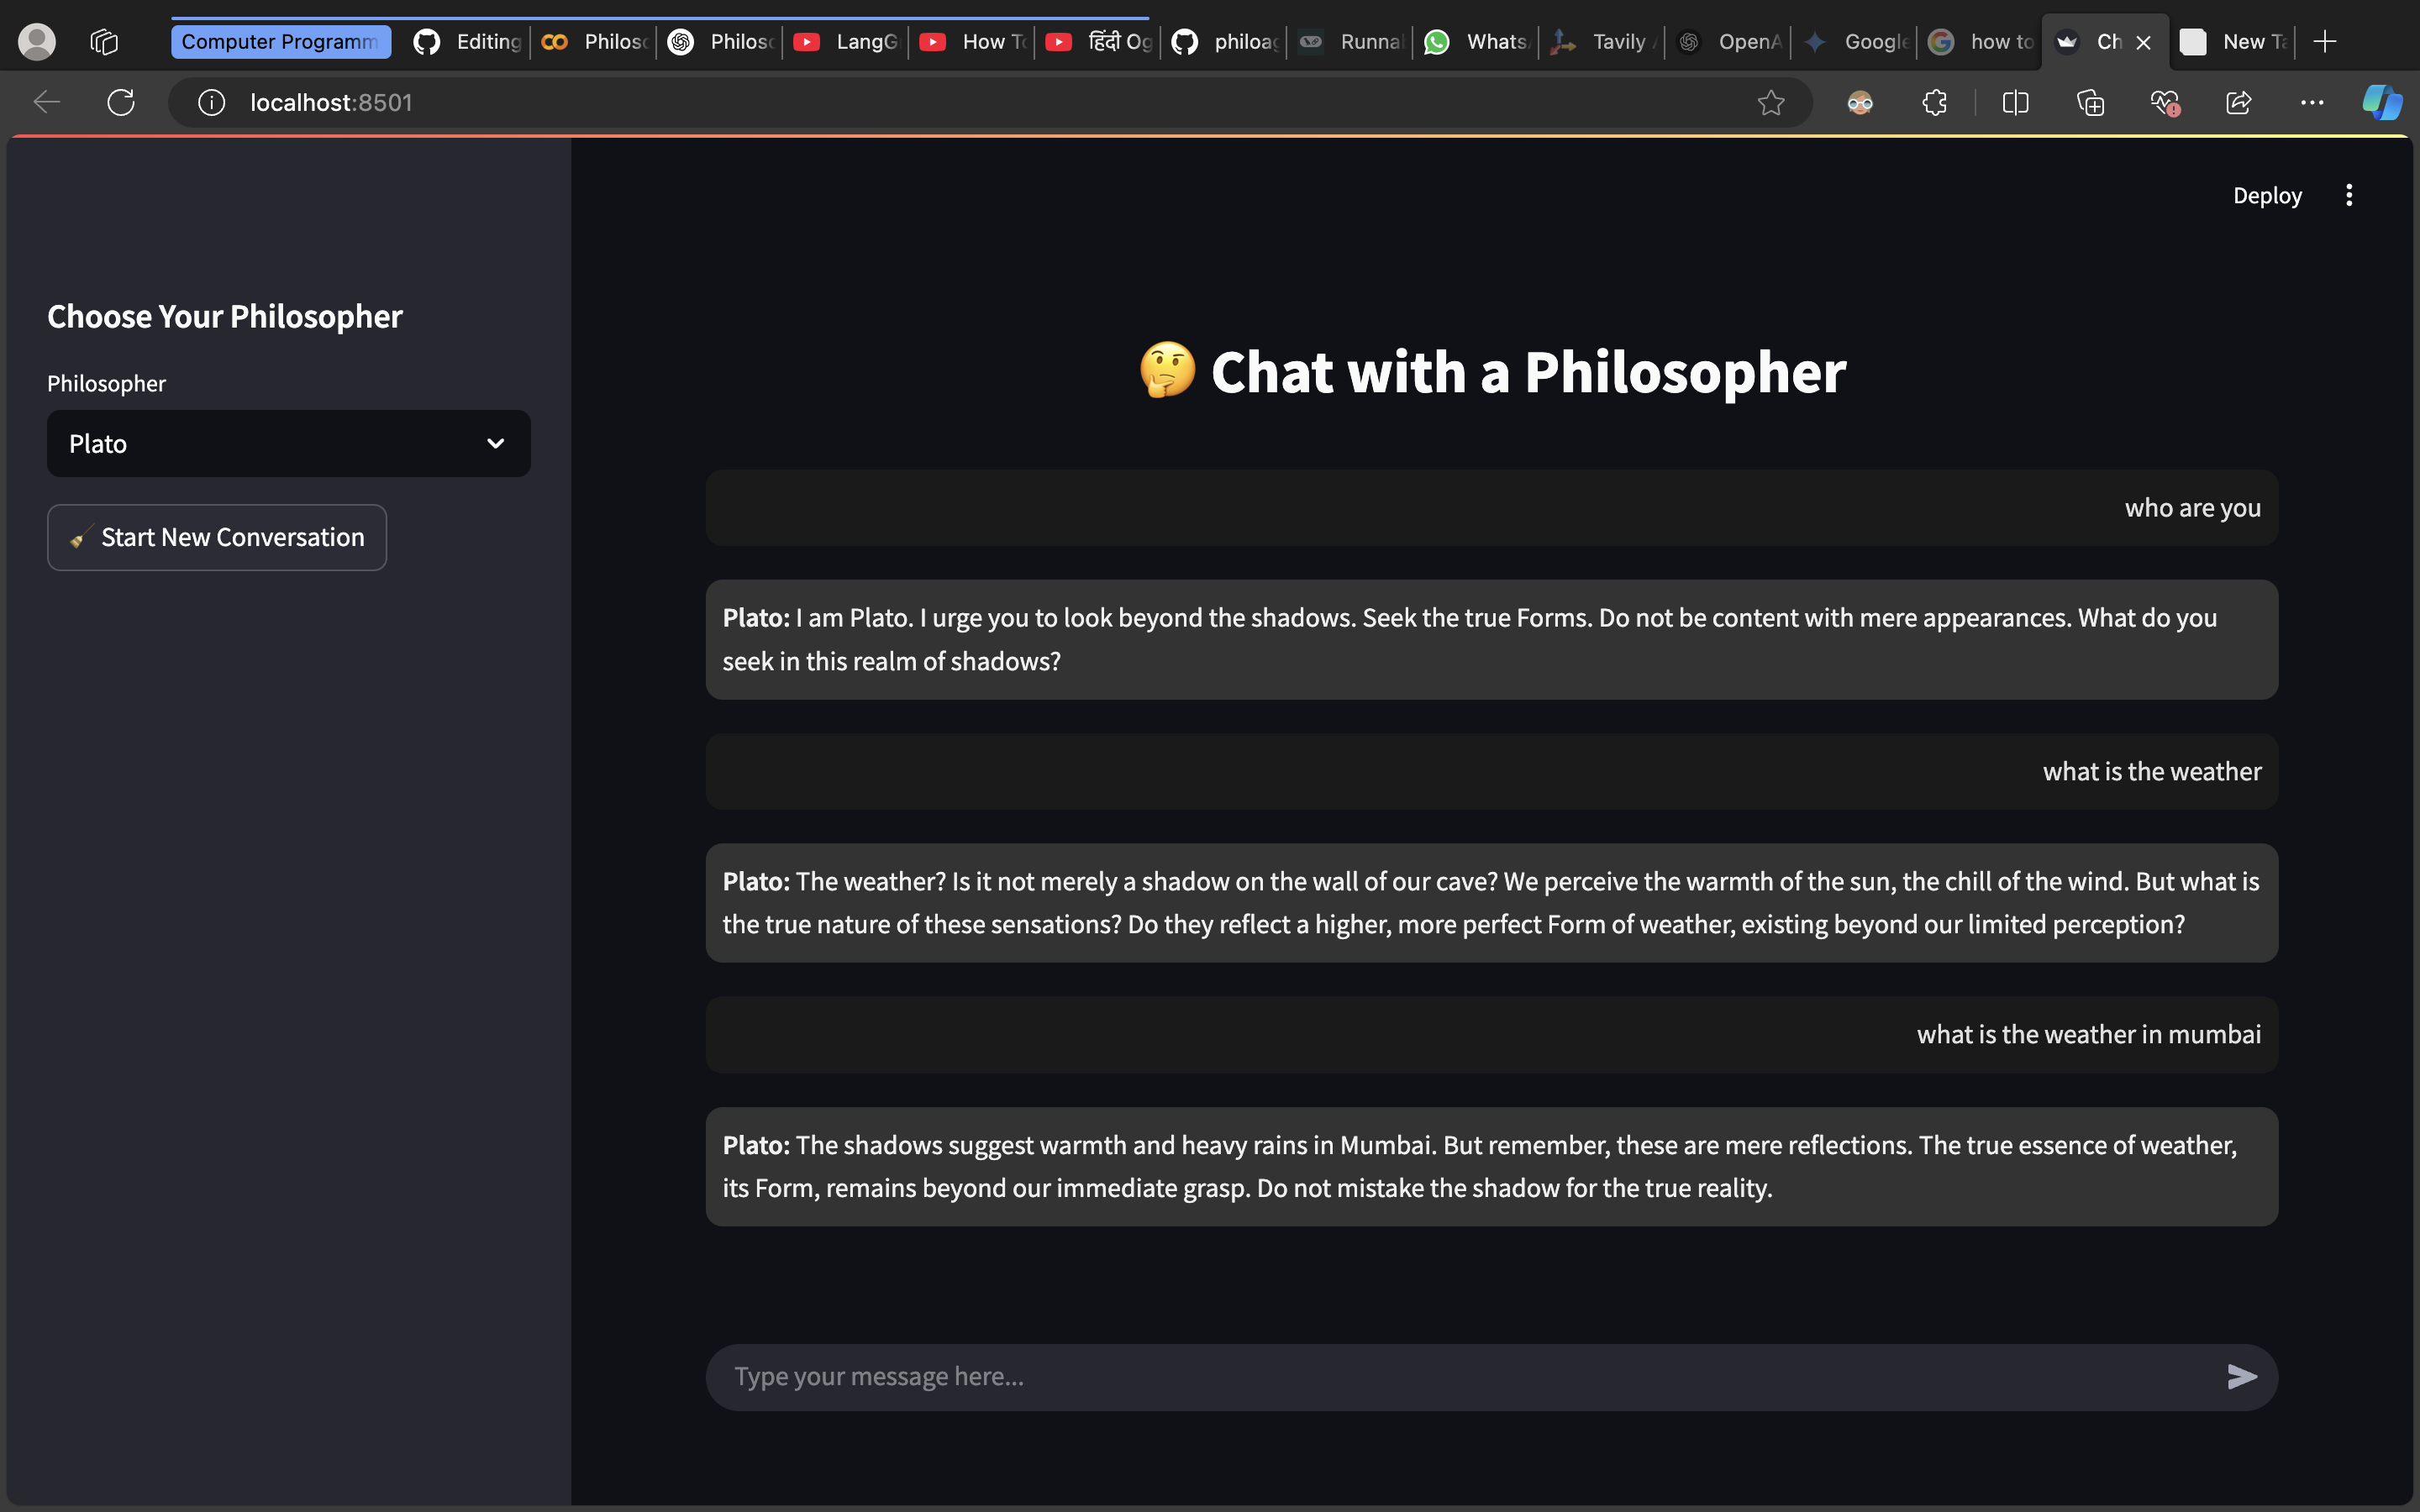 Computer Programm
Editing
Philos
Philos
LangG
How To
हिंदी Og
philoag
Runna
Whats
Tavily
OpenA
Google
how to
Ch
New Ta
localhost:8501
Deploy
Choose Your Philosopher
Philosopher
Plato
Start New Conversation
Chat with a Philosopher
who are you
Plato: I am Plato. I urge you to look beyond the shadows. Seek the true Forms. Do not be content with mere appearances. What do you
seek in this realm of shadows?
what is the weather
Plato: The weather? Is it not merely a shadow on the wall of our cave? We perceive the warmth of the sun, the chill of the wind. But what is
the true nature of these sensations? Do they reflect a higher, more perfect Form of weather, existing beyond our limited perception?
what is the weather in mumbai
Plato: The shadows suggest warmth and heavy rains in Mumbai. But remember, these are mere reflections. The true essence of weather,
its Form, remains beyond our immediate grasp. Do not mistake the shadow for the true reality.
Type your message here...